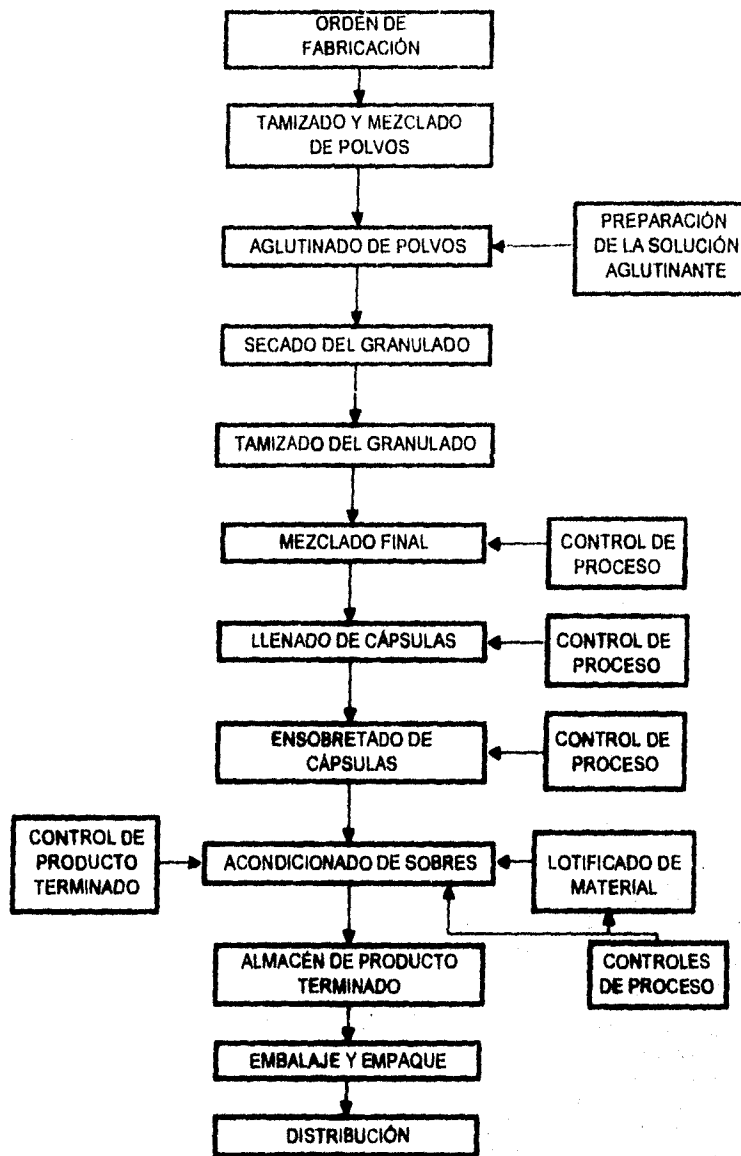 ORDEN DE
FABRICACIÓN
TAMIZADO Y MEZCLADO
DE POLVOS
AGLUTINADO DE POLVOS
PREPARACIÓN
DE LA SOLUCIÓN
AGLUTINANTE
SECADO DEL GRANULADO
TAMIZADO DEL GRANULADO
MEZCLADO FINAL
CONTROL DE
PROCESO
LLENADO DE CÁPSULAS
CONTROL DE
PROCESO
ENSOBRETADO DE
CÁPSULAS
CONTROL DE
PROCESO
CONTROL DE
PRODUCTO
TERMINADO
ACONDICIONADO DE SOBRES
LOTIFICADO DE
MATERIAL
ALMACÉN DE PRODUCTO
TERMINADO
CONTROLES
DE PROCESO
EMBALAJE Y EMPAQUE
DISTRIBUCIÓN